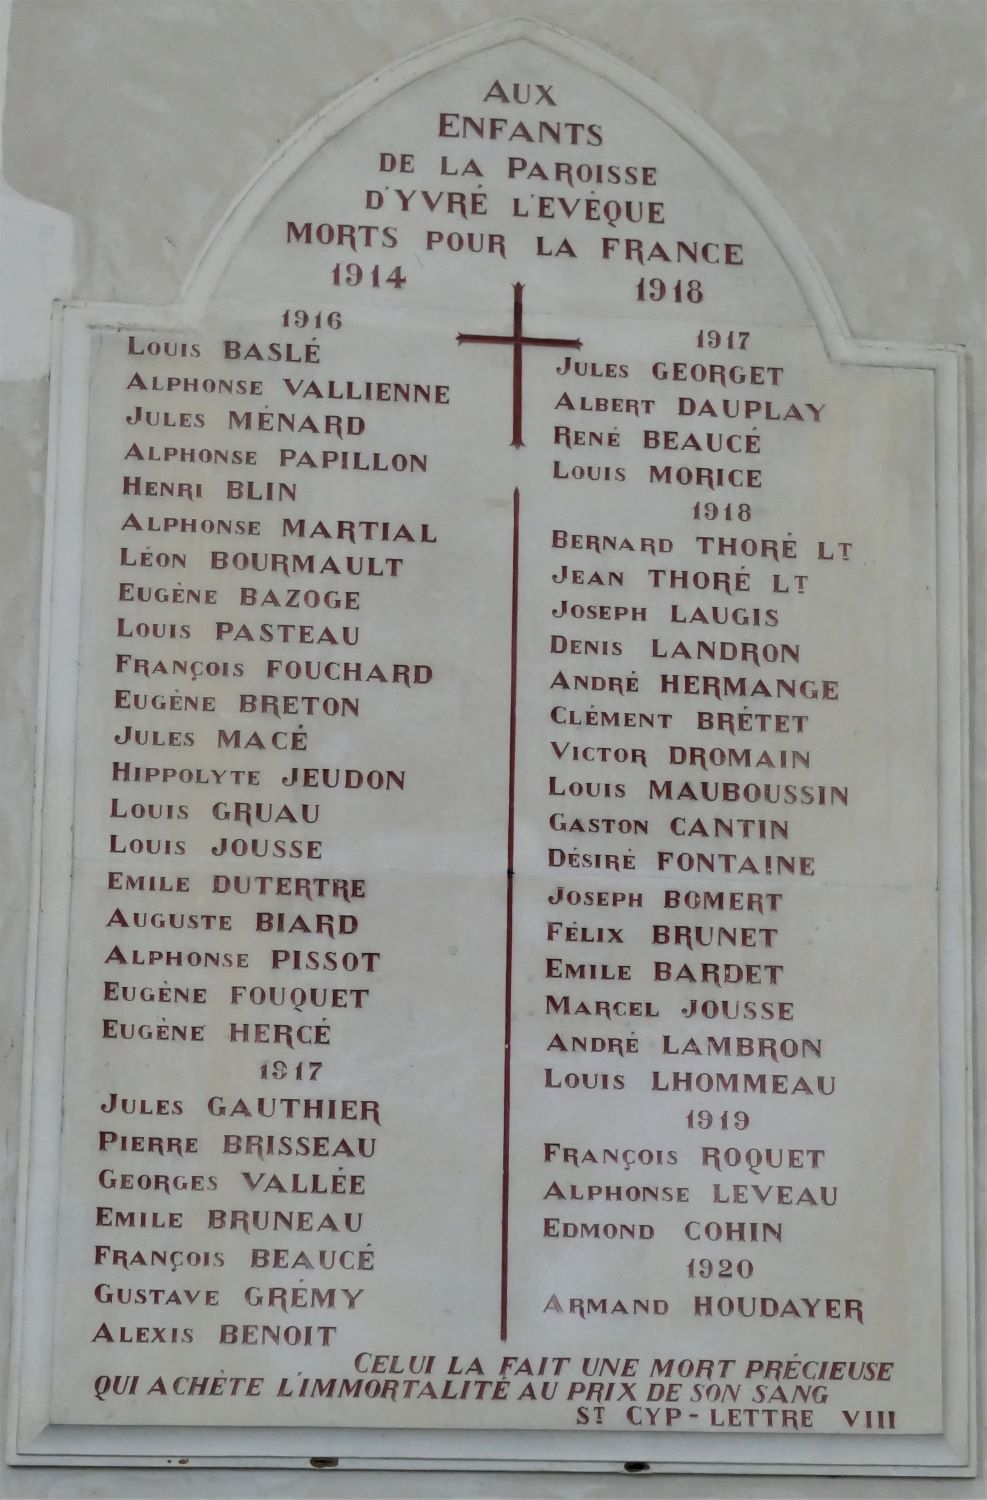 AUX
ENFANTS
DE LA PAROISSE
D'YVRÉ L'EVÈQUE
MORTS POUR LA FRANCE
1914 1918
1916
LOUIS BASLÉ
ALPHONSE VALLIENNE
JULES MÉNARD
ALPHONSE PAPILLON
HENRI BLIN
ALPHONSE MARTIAL
LÉON BOURMAULT
EUGÈNE BAZOGE
LOUIS PASTEAU
FRANÇOIS FOUCHARD
EUGÈNE BRETON
JULES MACÉ
HIPPOLYTE JEUDON
LOUIS GRUAU
LOUIS JOUSSE
EMILE DUTERTRE
AUGUSTE BIARD
ALPHONSE PISSOT
EUGÈNE FOUQUET
EUGÈNE HERCÉ
1917
JULES GAUTHIER
PIERRE BRISSEAU
GEORGES VALLÉE
EMILE BRUNEAU
FRANÇOIS BEAUCÉ
GUSTAVE GRÉMY
ALEXIS BENOIT
1917
JULES GEORGET
ALBERT DAUPLAY
RENÉ BEAUCÉ
LOUIS MORICE
1918
BERNARD THORÉ LT
JEAN THORÉ LT
JOSEPH LAUGIS
DENIS LANDRON
ANDRÉ HERMANGE
CLÉMENT BRÉTET
VICTOR DROMAIN
LOUIS MAUBOUSSIN
GASTON CANTIN
DÉSIRÉ FONTAINE
JOSEPH BOMERT
FÉLIX BRUNET
EMILE BARDET
MARCEL JOUSSE
ANDRÉ LAMBRON
LOUIS LHOMMEAU
1919
FRANÇOIS ROQUET
ALPHONSE LEVEAU
EDMOND COHIN
1920
ARMAND HOUDAYER
CELUI LA FAIT UNE MORT PRÉCIEUSE
QUI ACHÈTE L'IMMORTALITÉ AU PRIX DE SON SANG
ST CYP-LETTRE VIII